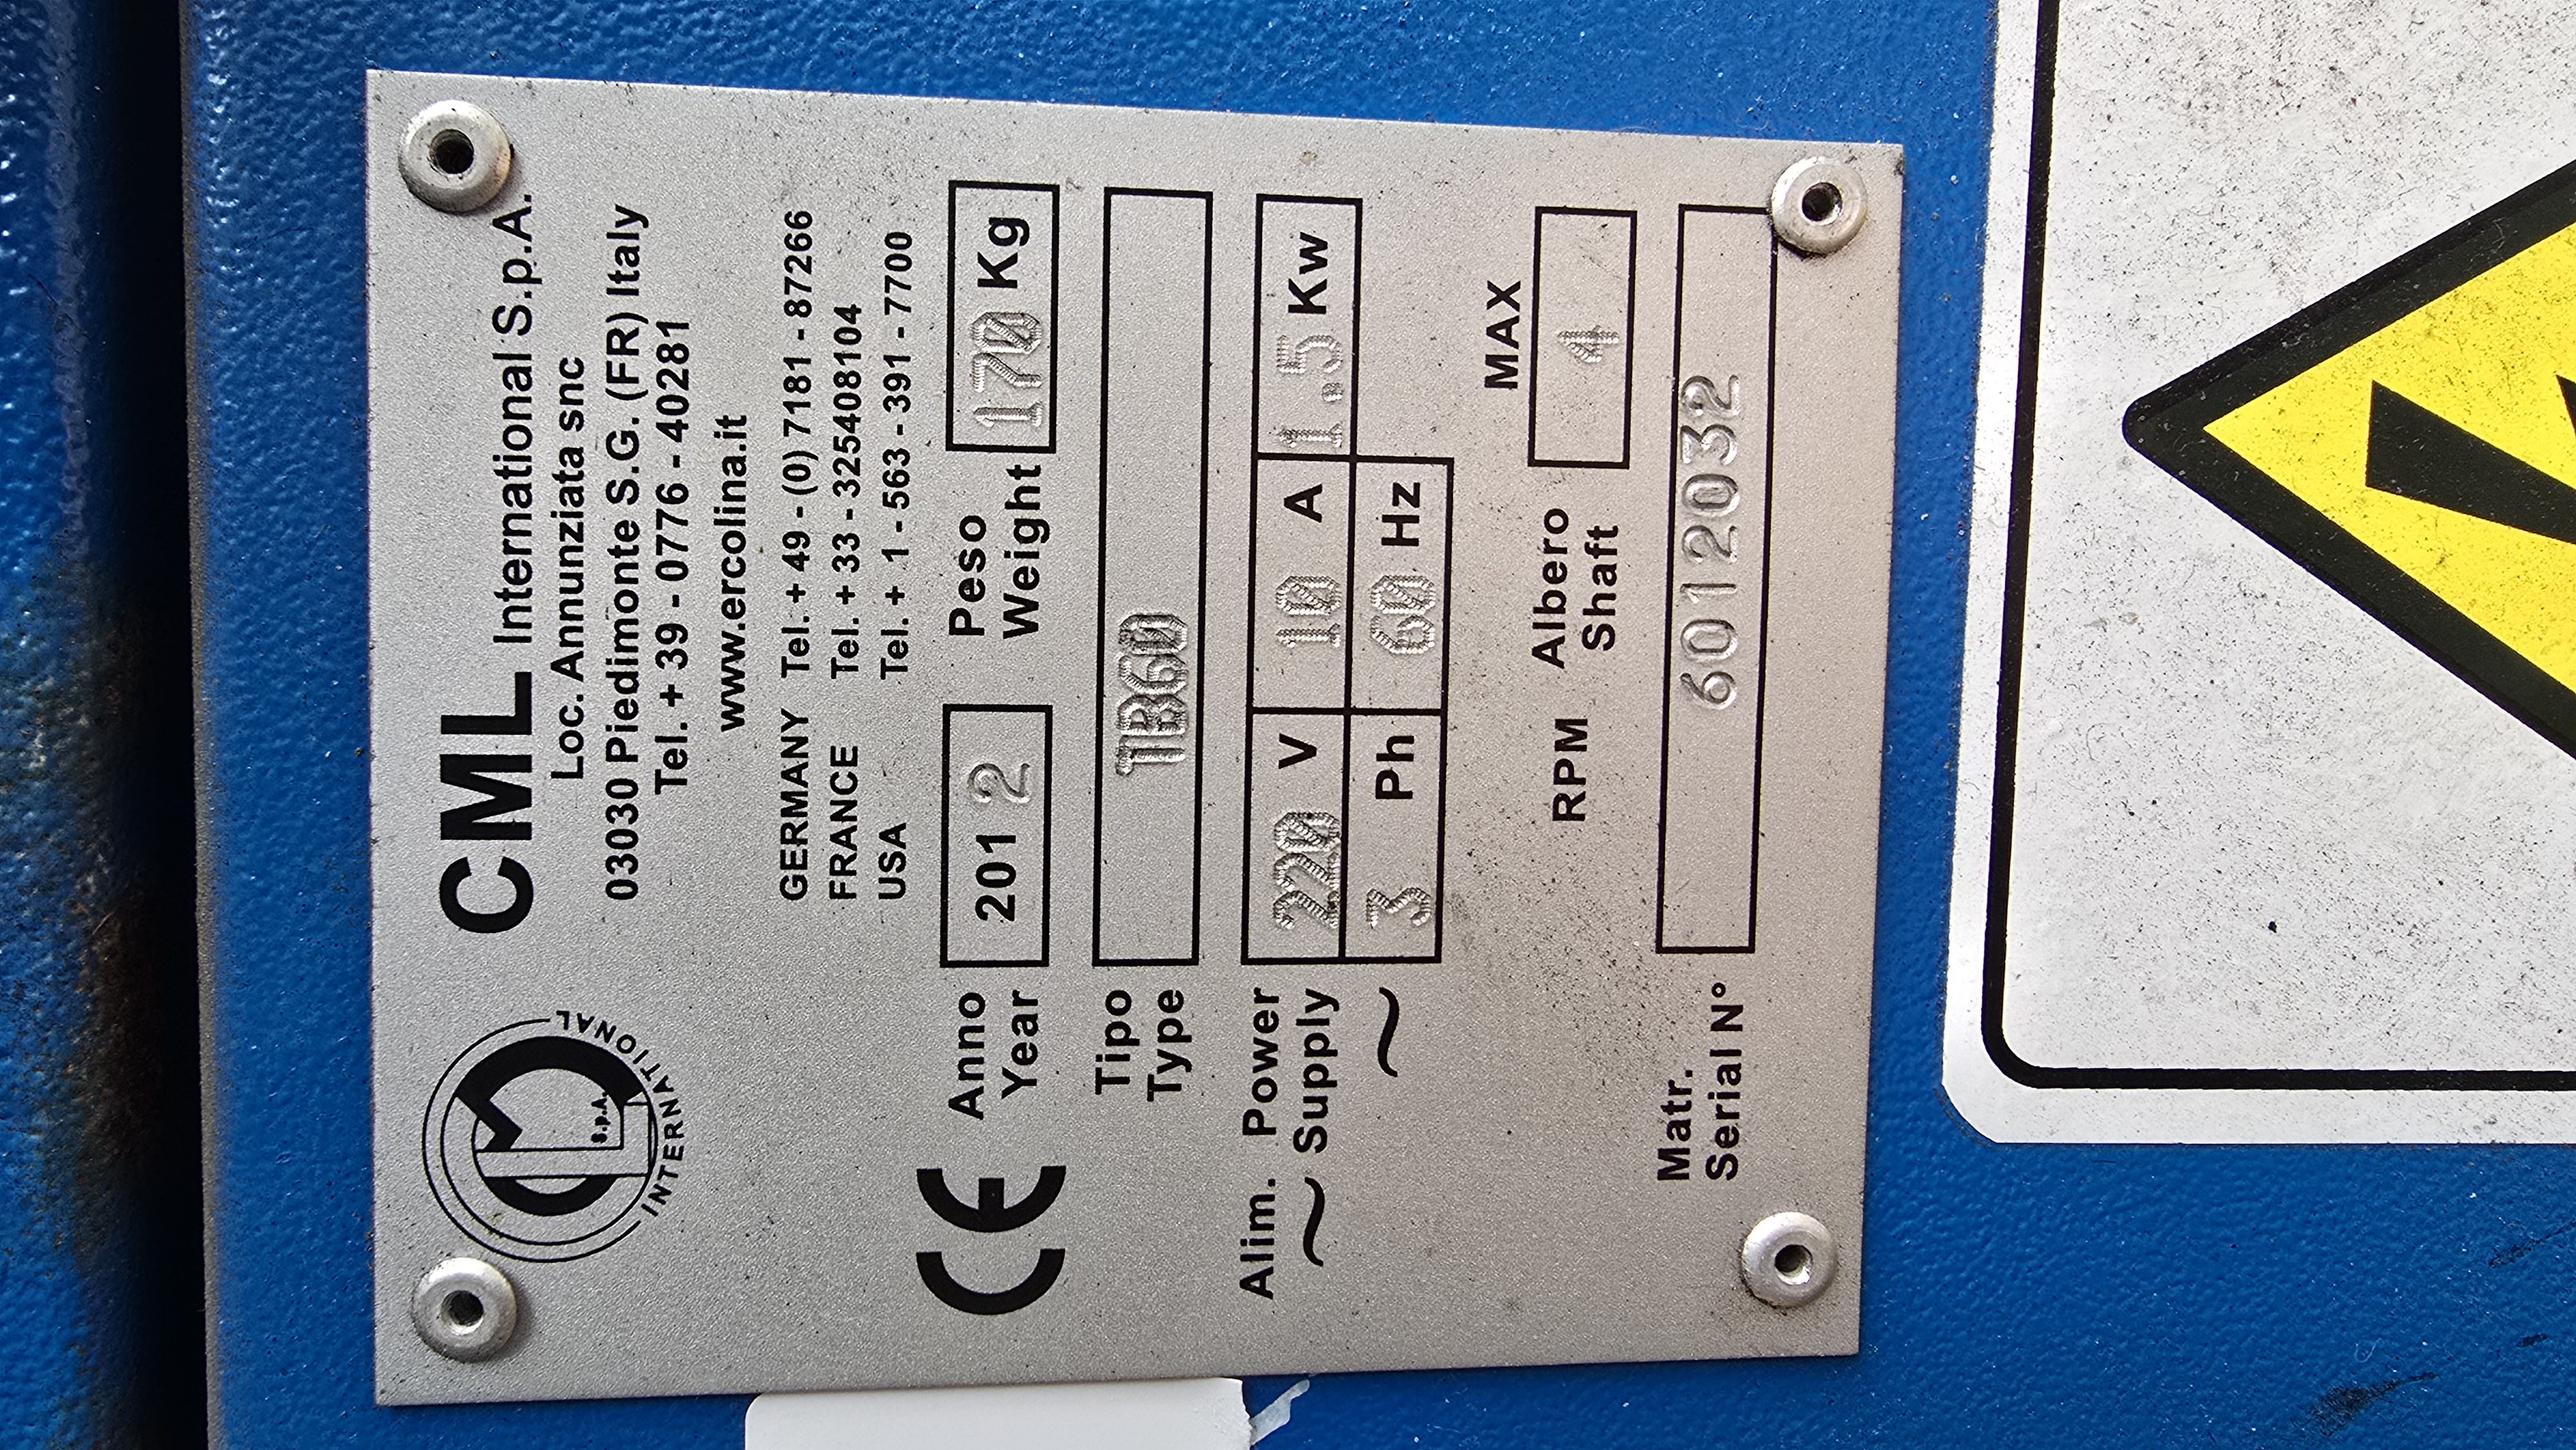 INTERNATIONAL
S.p.A.
CML International S.p.A.
Loc. Annunziata snc
03030 Piedimonte S.G. (FR) Italy
Tel. + 39 - 0776 - 40281
www.ercolina.it
GERMANY Tel. + 49 - (0) 7181 - 87266
FRANCE Tel. + 33 - 325408104
USA Tel. + 1 - 563 - 391 - 7700
CE
Anno 2012 Peso 170 Kg
Year Weight
Tipo TB60
Type
Alim. Power 220 V 10 A 1.5 Kw
~ Supply
~ 3 Ph 60 Hz
MAX
RPM Albero 4
Shaft
Matr. 6012032
Serial N°